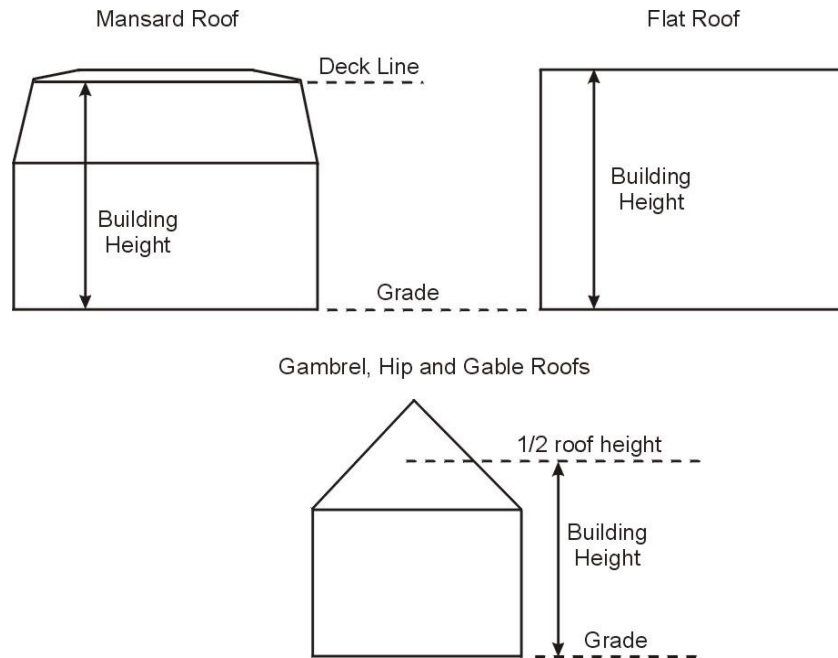 Mansard Roof
Flat Roof
Deck Line
Building
Height
Building
Height
Grade
Gambrel, Hip and Gable Roofs
1/2 roof height
Building
Height
Grade